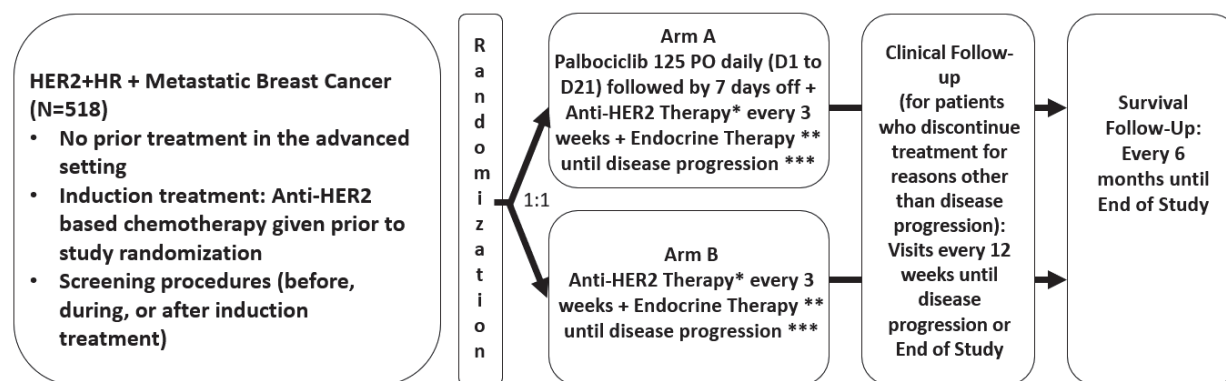 HER2+HR + Metastatic Breast Cancer
(N=518)
• No prior treatment in the advanced
setting
• Induction treatment: Anti-HER2
based chemotherapy given prior to
study randomization
• Screening procedures (before,
during, or after induction
treatment)
Randomization
1:1
Arm A
Palbociclib 125 PO daily (D1 to
D21) followed by 7 days off +
Anti-HER2 Therapy* every 3
weeks + Endocrine Therapy **
until disease progression ***
Arm B
Anti-HER2 Therapy* every 3
weeks + Endocrine Therapy **
until disease progression ***
Clinical Follow-
up
(for patients
who discontinue
treatment for
reasons other
than disease
progression):
Visits every 12
weeks until
disease
progression or
End of Study
Survival
Follow-Up:
Every 6
months until
End of Study